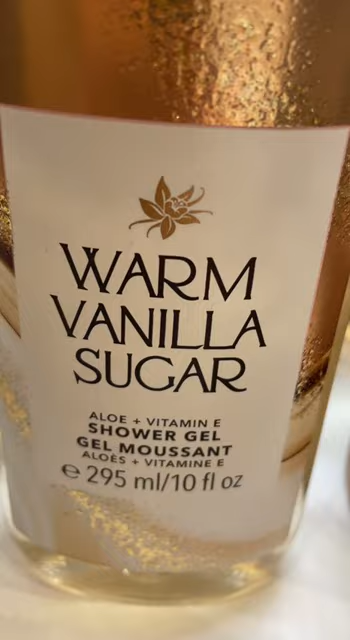 WARM
VANILLA
SUGAR
ALOE + VITAMIN E
SHOWER GEL
GEL MOUSSANT
ALOÈS + VITAMINE E
℮ 295 ml/10 fl oz